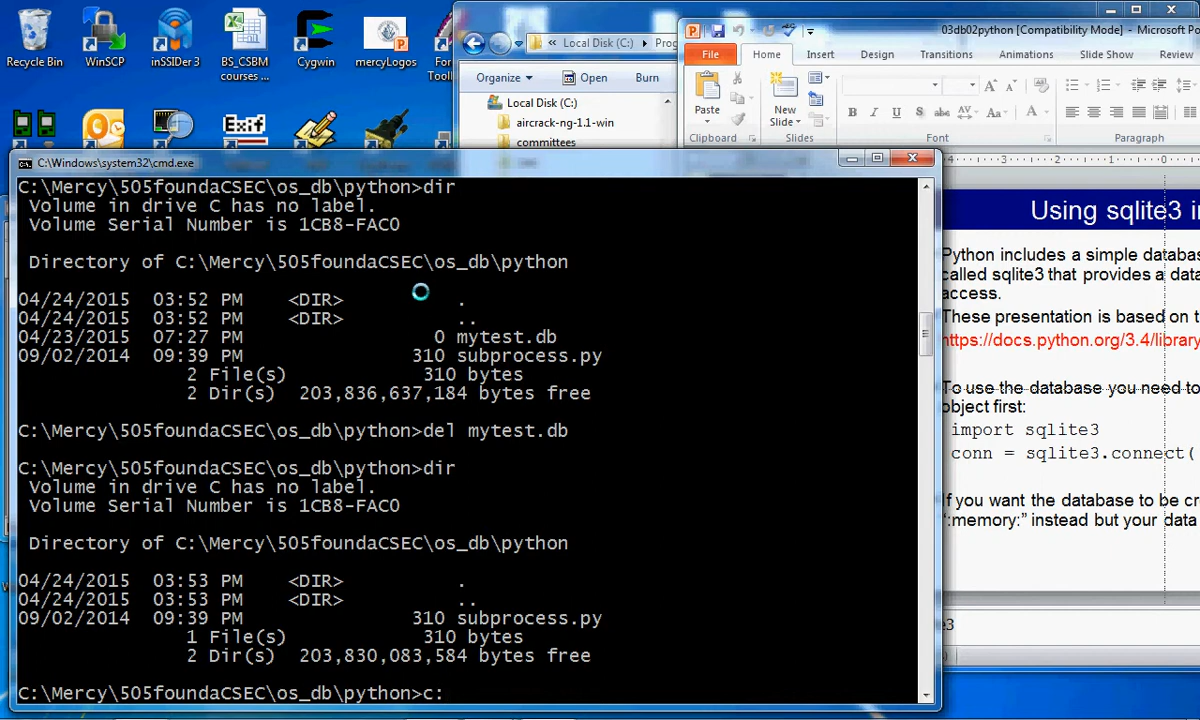 Recycle Bin
WinSCP
inSSIDer 3
BS_CSBM
courses ...
Cygwin
mercyLogos
For
Tooll
Exif
« Local Disk (C:)
Prog
Organize
Open
Burn
Local Disk (C:)
aircrack-ng-1.1-win
committees
03db02python [Compatibility Mode] - Microsoft Po
File
Home
Insert
Design
Transitions
Animations
Slide Show
Review
Paste
New
Slide
Clipboard
Slides
Font
Paragraph
C:\Windows\system32\cmd.exe
C:\Mercy\505foundaCSEC\os_db\python>dir
Volume in drive C has no label.
Volume Serial Number is 1CB8-FAC0
Directory of C:\Mercy\505foundaCSEC\os_db\python
04/24/2015 03:52 PM <DIR> .
04/24/2015 03:52 PM <DIR> ..
04/23/2015 07:27 PM 0 mytest.db
09/02/2014 09:39 PM 310 subprocess.py
2 File(s) 310 bytes
2 Dir(s) 203,836,637,184 bytes free
C:\Mercy\505foundaCSEC\os_db\python>del mytest.db
C:\Mercy\505foundaCSEC\os_db\python>dir
Volume in drive C has no label.
Volume Serial Number is 1CB8-FAC0
Directory of C:\Mercy\505foundaCSEC\os_db\python
04/24/2015 03:53 PM <DIR> .
04/24/2015 03:53 PM <DIR> ..
09/02/2014 09:39 PM 310 subprocess.py
1 File(s) 310 bytes
2 Dir(s) 203,830,083,584 bytes free
C:\Mercy\505foundaCSEC\os_db\python>c:
3 2 1 0
Using sqlite3 i
Python includes a simple databas
called sqlite3 that provides a data
access.
These presentation is based on t
https://docs.python.org/3.4/library
To use the database you need to
object first:
import sqlite3
conn = sqlite3.connect(
If you want the database to be cr
":memory:" instead but your data
e3